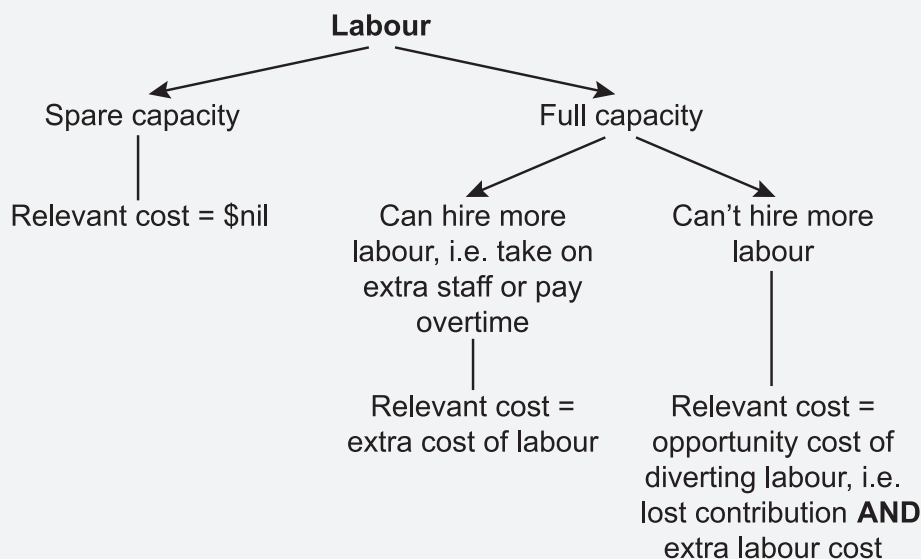 Labour
Spare capacity
Full capacity
Relevant cost = $nil
Can hire more
labour, i.e. take on
extra staff or pay
overtime
Can't hire more
labour
Relevant cost =
extra cost of labour
Relevant cost =
opportunity cost of
diverting labour, i.e.
lost contribution AND
extra labour cost